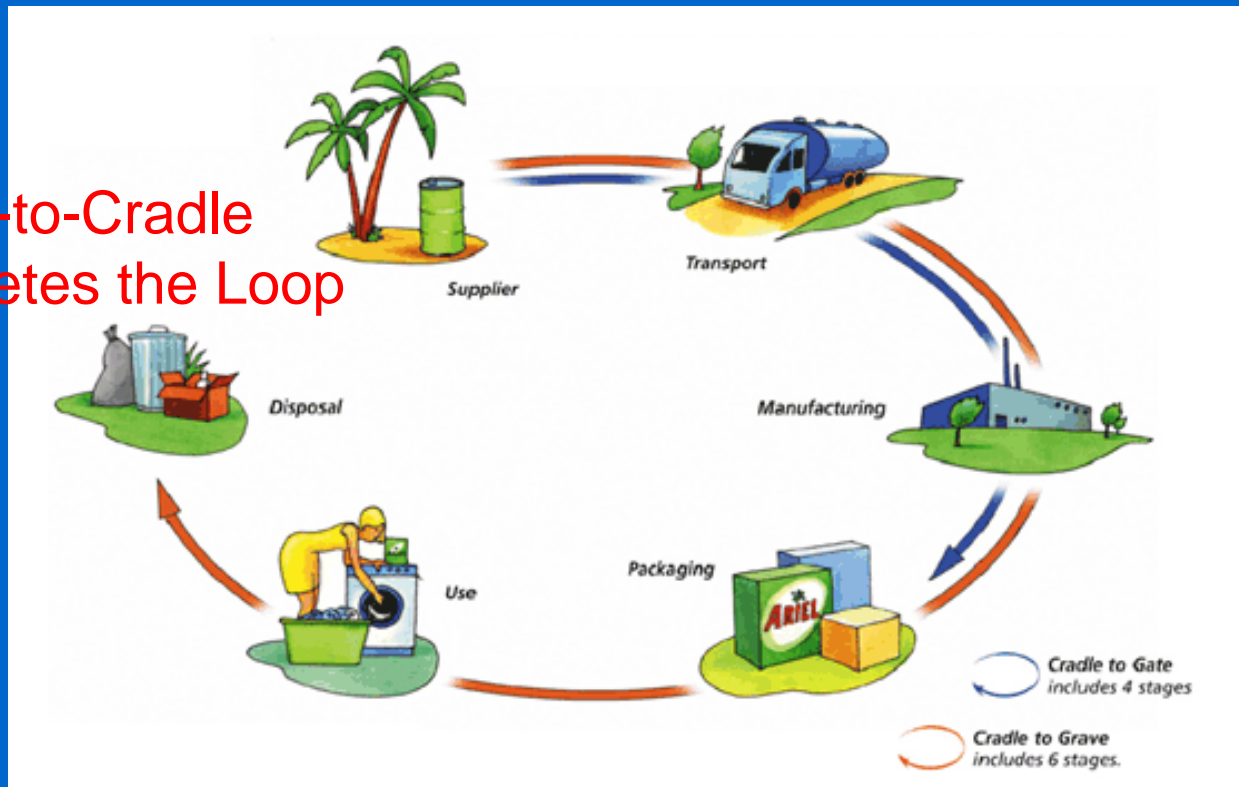 -to-Cradle
etes the Loop
Supplier
Transport
Disposal
Manufacturing
Packaging
ARIEL
Use
Cradle to Gate
includes 4 stages
Cradle to Grave
includes 6 stages.